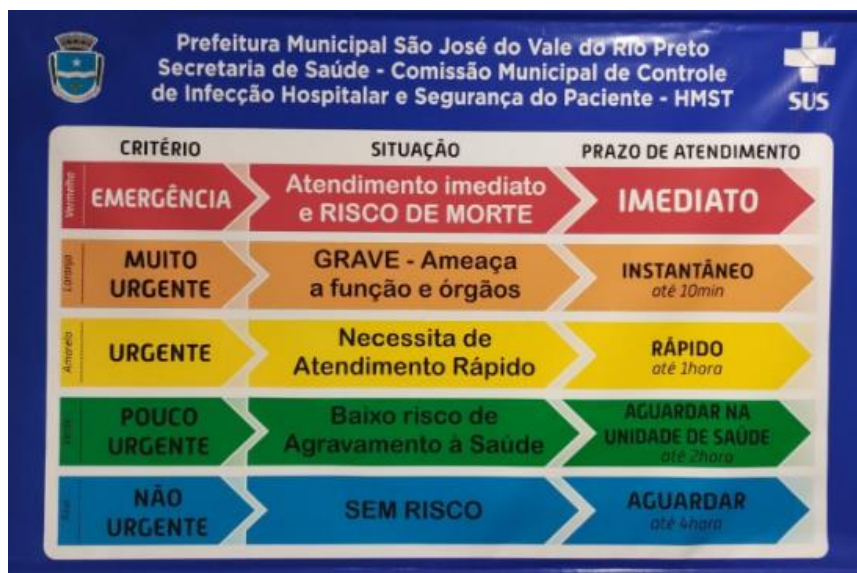 Prefeitura Municipal São José do Vale do Rio Preto
Secretaria de Saúde - Comissão Municipal de Controle
de Infecção Hospitalar e Segurança do Paciente - HMST
SUS
CRITÉRIO
SITUAÇÃO
PRAZO DE ATENDIMENTO
Vermelho
EMERGÊNCIA
Atendimento imediato
e RISCO DE MORTE
IMEDIATO
Laranja
MUITO
URGENTE
GRAVE - Ameaça
a função e órgãos
INSTANTÂNEO
até 10min
Amarelo
URGENTE
Necessita de
Atendimento Rápido
RÁPIDO
até 1hora
Verde
POUCO
URGENTE
Baixo risco de
Agravamento à Saúde
AGUARDAR NA
UNIDADE DE SAÚDE
até 2hora
Azul
NÃO
URGENTE
SEM RISCO
AGUARDAR
até 4hora